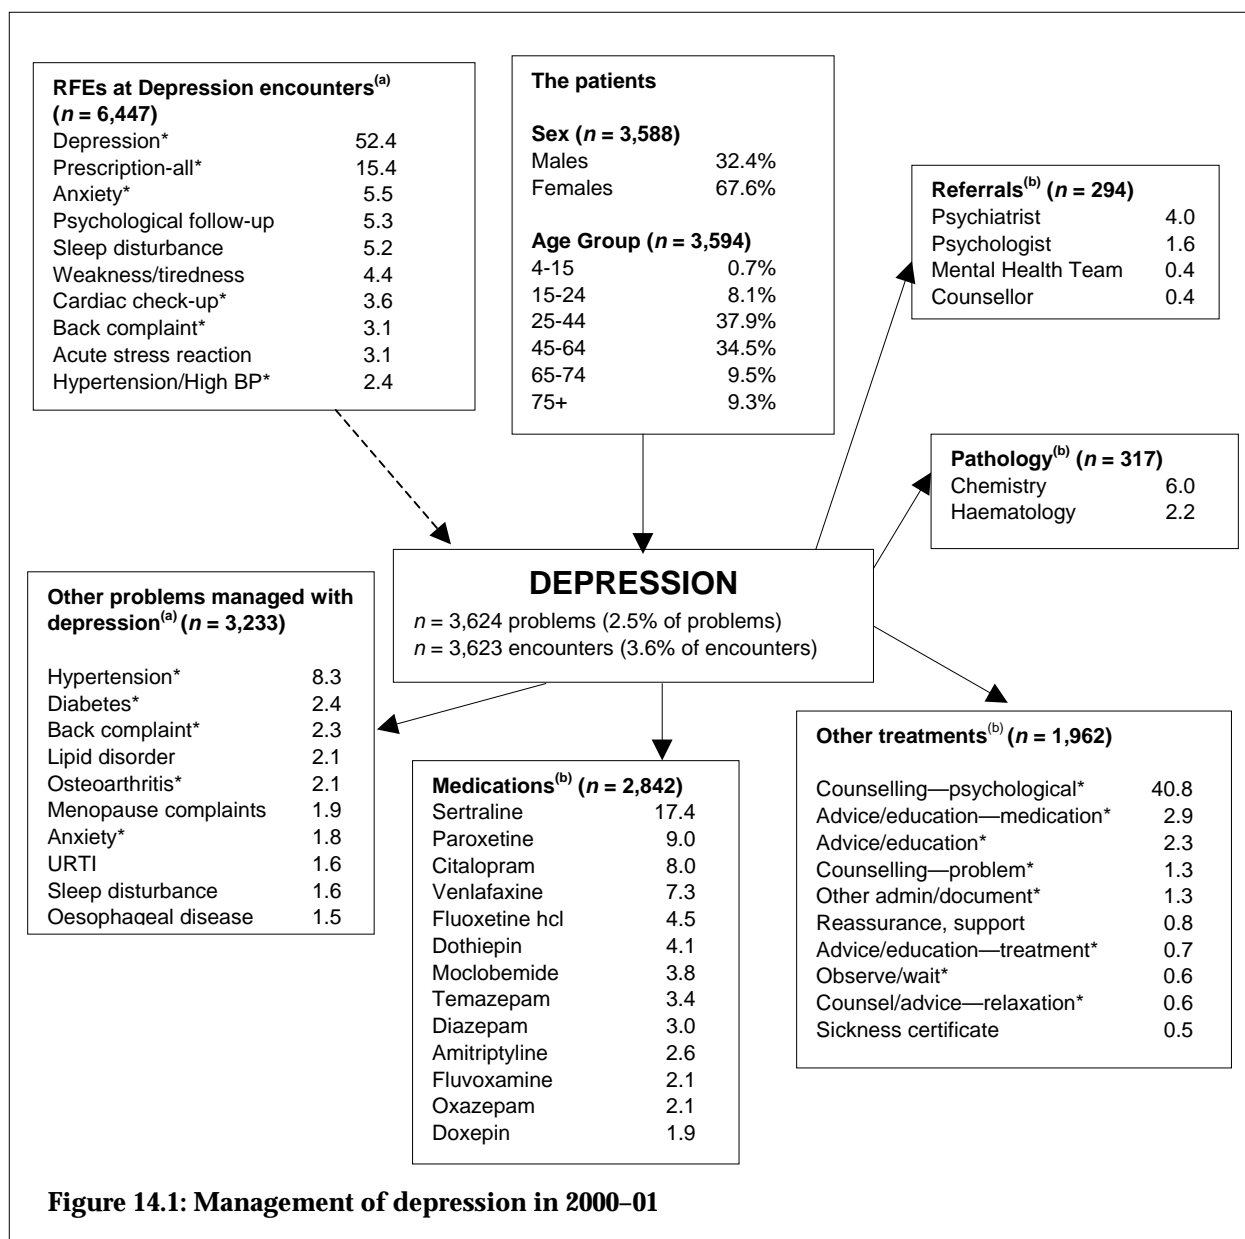 RFEs at Depression encounters(a)
(n = 6,447)
Depression* 52.4
Prescription-all* 15.4
Anxiety* 5.5
Psychological follow-up 5.3
Sleep disturbance 5.2
Weakness/tiredness 4.4
Cardiac check-up* 3.6
Back complaint* 3.1
Acute stress reaction 3.1
Hypertension/High BP* 2.4
The patients
Sex (n = 3,588)
Males 32.4%
Females 67.6%
Age Group (n = 3,594)
4-15 0.7%
15-24 8.1%
25-44 37.9%
45-64 34.5%
65-74 9.5%
75+ 9.3%
Referrals(b) (n = 294)
Psychiatrist 4.0
Psychologist 1.6
Mental Health Team 0.4
Counsellor 0.4
Pathology(b) (n = 317)
Chemistry 6.0
Haematology 2.2
DEPRESSION
n = 3,624 problems (2.5% of problems)
n = 3,623 encounters (3.6% of encounters)
Other problems managed with
depression(a) (n = 3,233)
Hypertension* 8.3
Diabetes* 2.4
Back complaint* 2.3
Lipid disorder 2.1
Osteoarthritis* 2.1
Menopause complaints 1.9
Anxiety* 1.8
URTI 1.6
Sleep disturbance 1.6
Oesophageal disease 1.5
Medications(b) (n = 2,842)
Sertraline 17.4
Paroxetine 9.0
Citalopram 8.0
Venlafaxine 7.3
Fluoxetine hcl 4.5
Dothiepin 4.1
Moclobemide 3.8
Temazepam 3.4
Diazepam 3.0
Amitriptyline 2.6
Fluvoxamine 2.1
Oxazepam 2.1
Doxepin 1.9
Other treatments(b) (n = 1,962)
Counselling—psychological* 40.8
Advice/education—medication* 2.9
Advice/education* 2.3
Counselling—problem* 1.3
Other admin/document* 1.3
Reassurance, support 0.8
Advice/education—treatment* 0.7
Observe/wait* 0.6
Counsel/advice—relaxation* 0.6
Sickness certificate 0.5
Figure 14.1: Management of depression in 2000–01